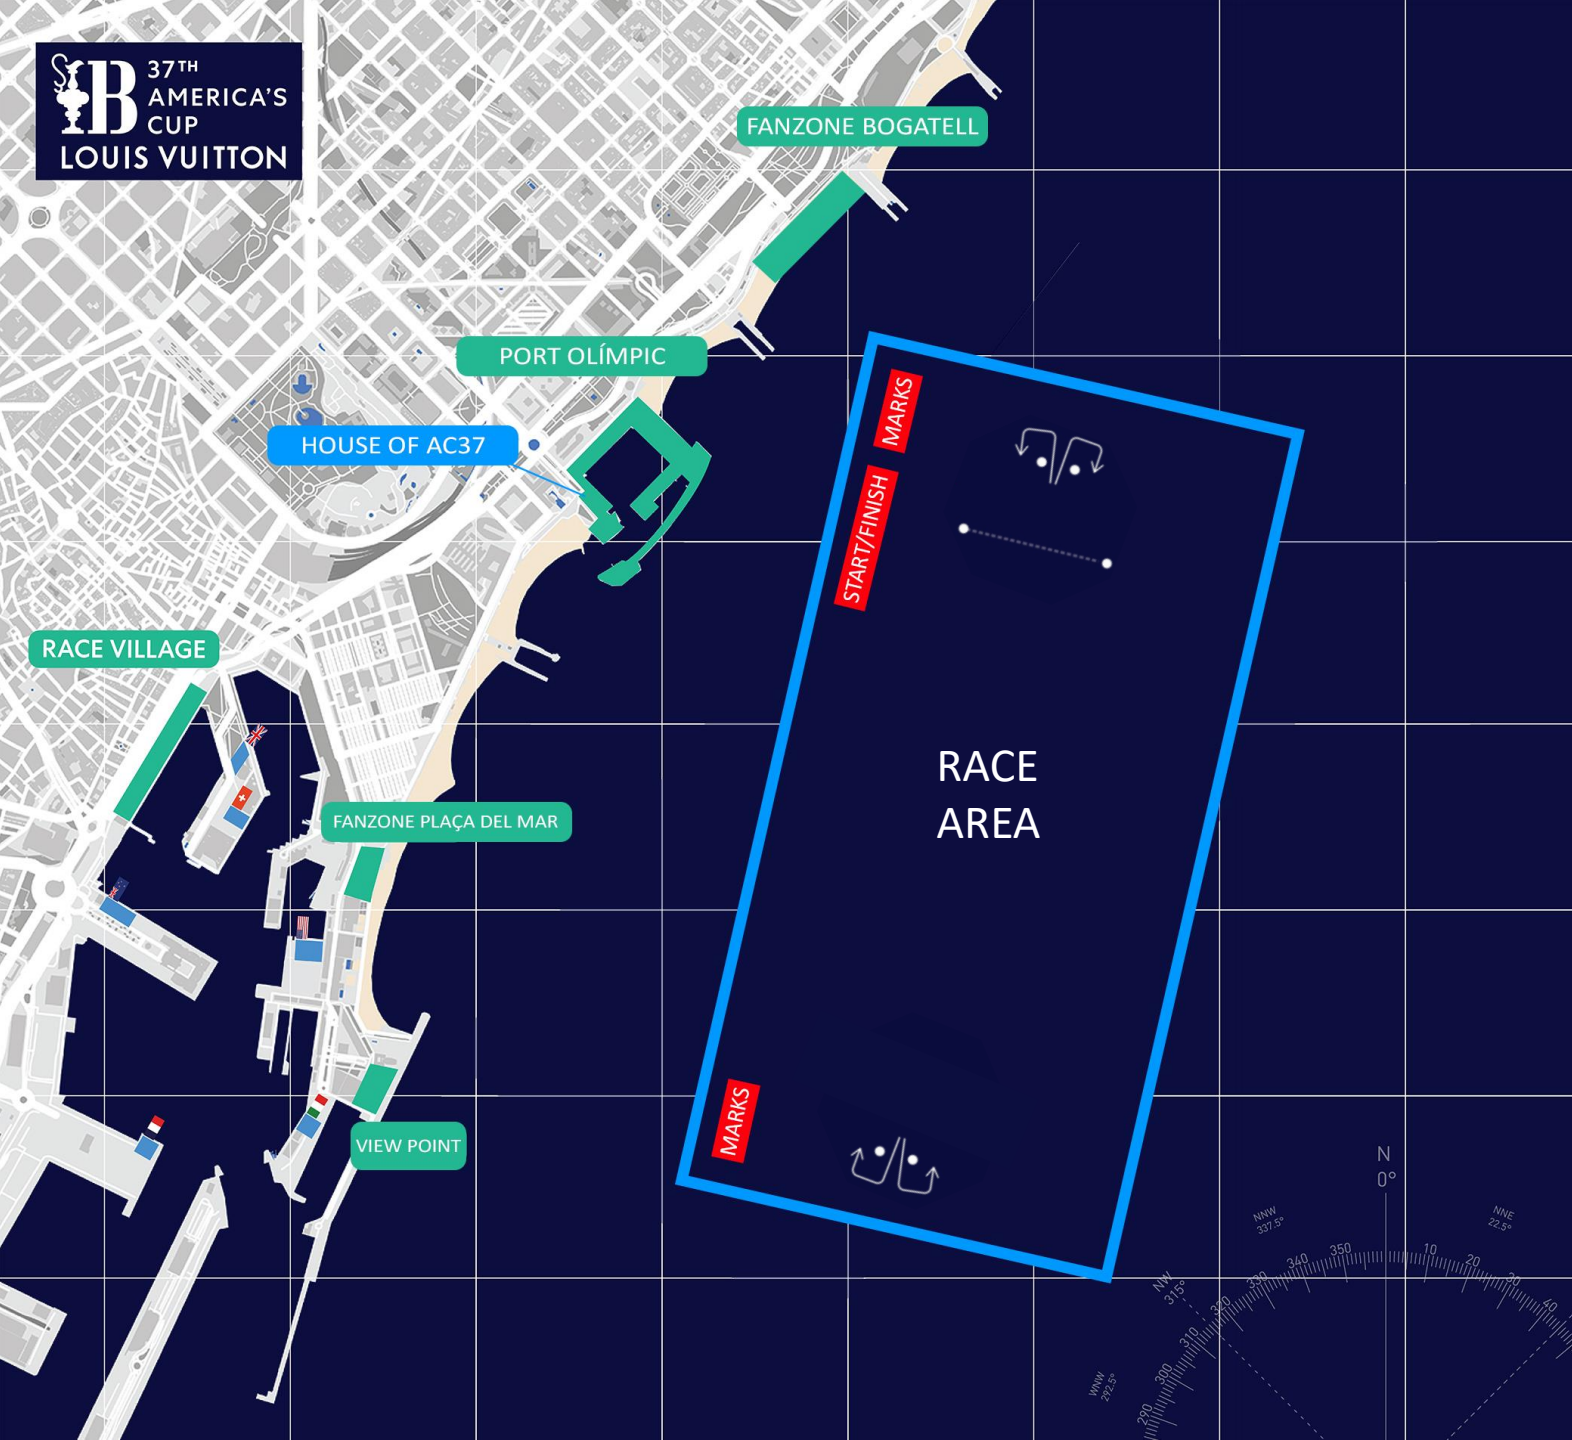 37TH
AMERICA'S
CUP
LOUIS VUITTON
FANZONE BOGATELL
PORT OLÍMPIC
HOUSE OF AC37
MARKS
START/FINISH
RACE VILLAGE
RACE
AREA
FANZONE PLAÇA DEL MAR
MARKS
VIEW POINT
N
0°
NNW
337.5°
NNE
22.5°
NW
315°
WNW
292.5°
290
300
310
320
330
340
350
10
20
30
40